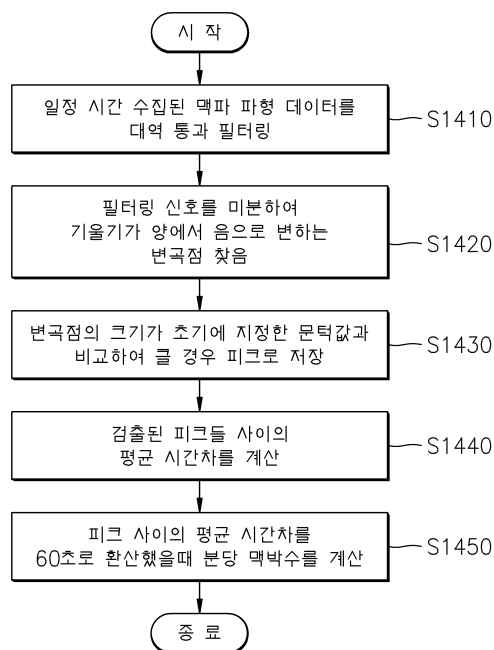 시 작
일정 시간 수집된 맥파 파형 데이터를
대역 통과 필터링
S1410
필터링 신호를 미분하여
기울기가 양에서 음으로 변하는
변곡점 찾음
S1420
변곡점의 크기가 초기에 지정한 문턱값과
비교하여 클 경우 피크로 저장
S1430
검출된 피크들 사이의
평균 시간차를 계산
S1440
피크 사이의 평균 시간차를
60초로 환산했을때 분당 맥박수를 계산
S1450
종 료